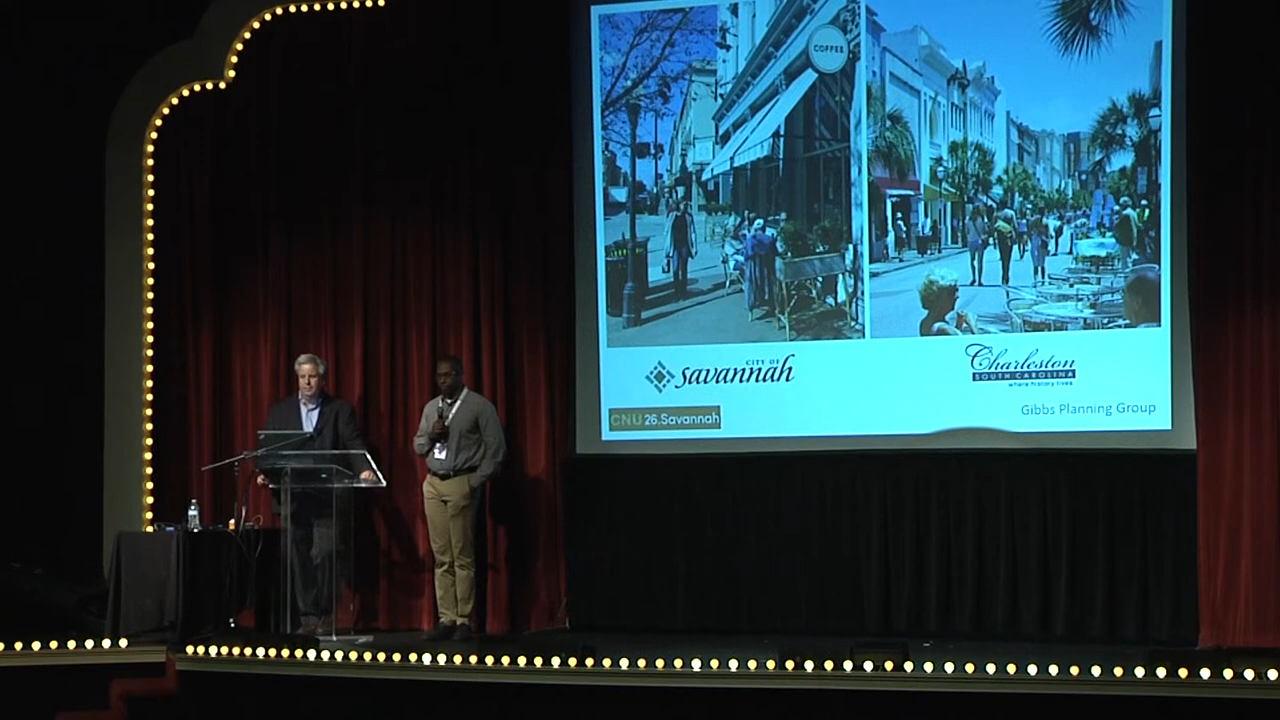 COFFEE
CITY OF
savannah
Charleston
SOUTH CAROLINA
where history lives
CNU 26.Savannah
Gibbs Planning Group